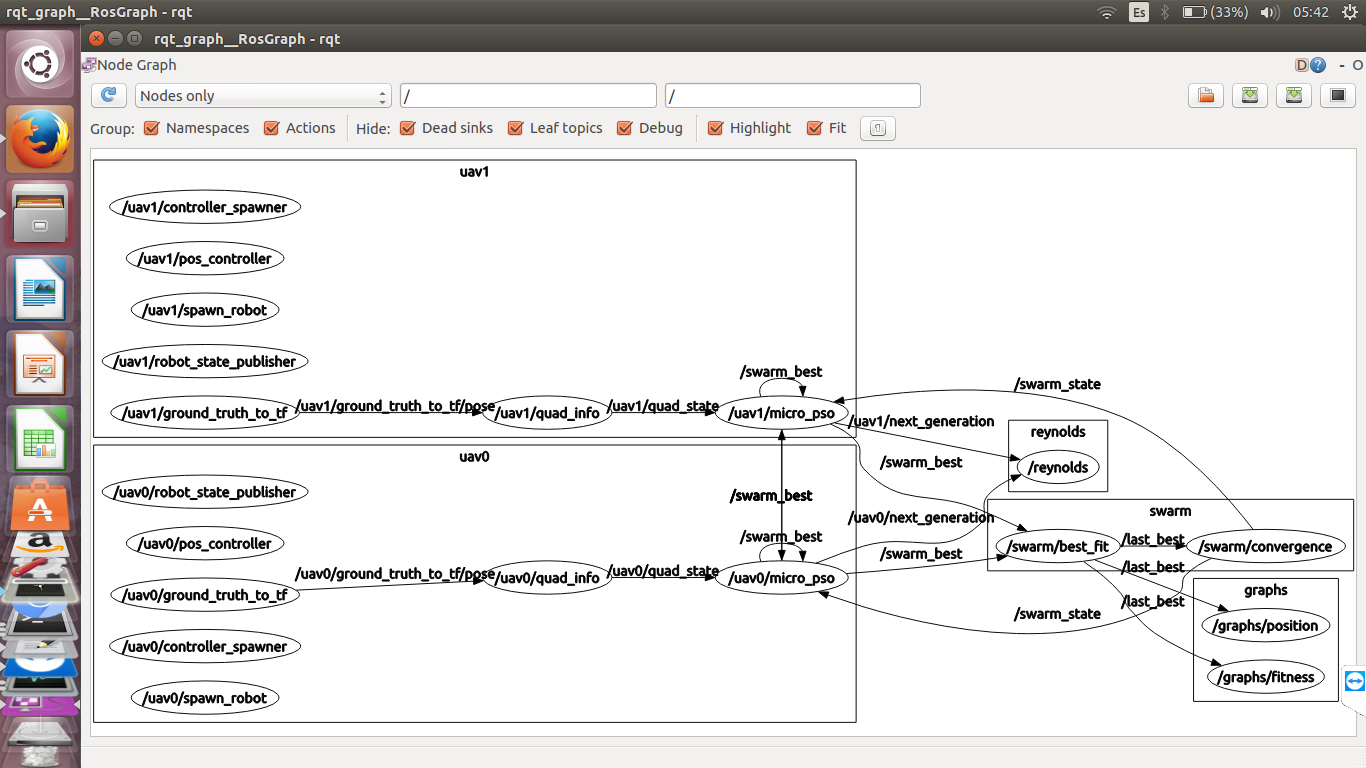 rqt_graph__RosGraph - rqt
Es
(33%)
05:42
rqt_graph__RosGraph - rqt
Node Graph
D
?
- O
Nodes only
/
/
Group:
Namespaces
Actions
Hide:
Dead sinks
Leaf topics
Debug
Highlight
Fit
uav1
/uav1/controller_spawner
/uav1/pos_controller
/uav1/spawn_robot
/uav1/robot_state_publisher
/swarm_best
/swarm_state
/uav1/ground_truth_to_tf
/uav1/ground_truth_to_tf/pose
/uav1/quad_info
/uav1/quad_state
/uav1/micro_pso
/uav1/next_generation
reynolds
uav0
/swarm_best
/reynolds
/uav0/robot_state_publisher
/swarm_best
swarm
/uav0/next_generation
/uav0/pos_controller
/swarm_best
/swarm_best
/swarm/best_fit
/last_best
/swarm/convergence
/uav0/ground_truth_to_tf/pose
/uav0/quad_info
/uav0/quad_state
/uav0/micro_pso
/last_best
/uav0/ground_truth_to_tf
graphs
/last_best
/swarm_state
/graphs/position
/uav0/controller_spawner
/graphs/fitness
/uav0/spawn_robot